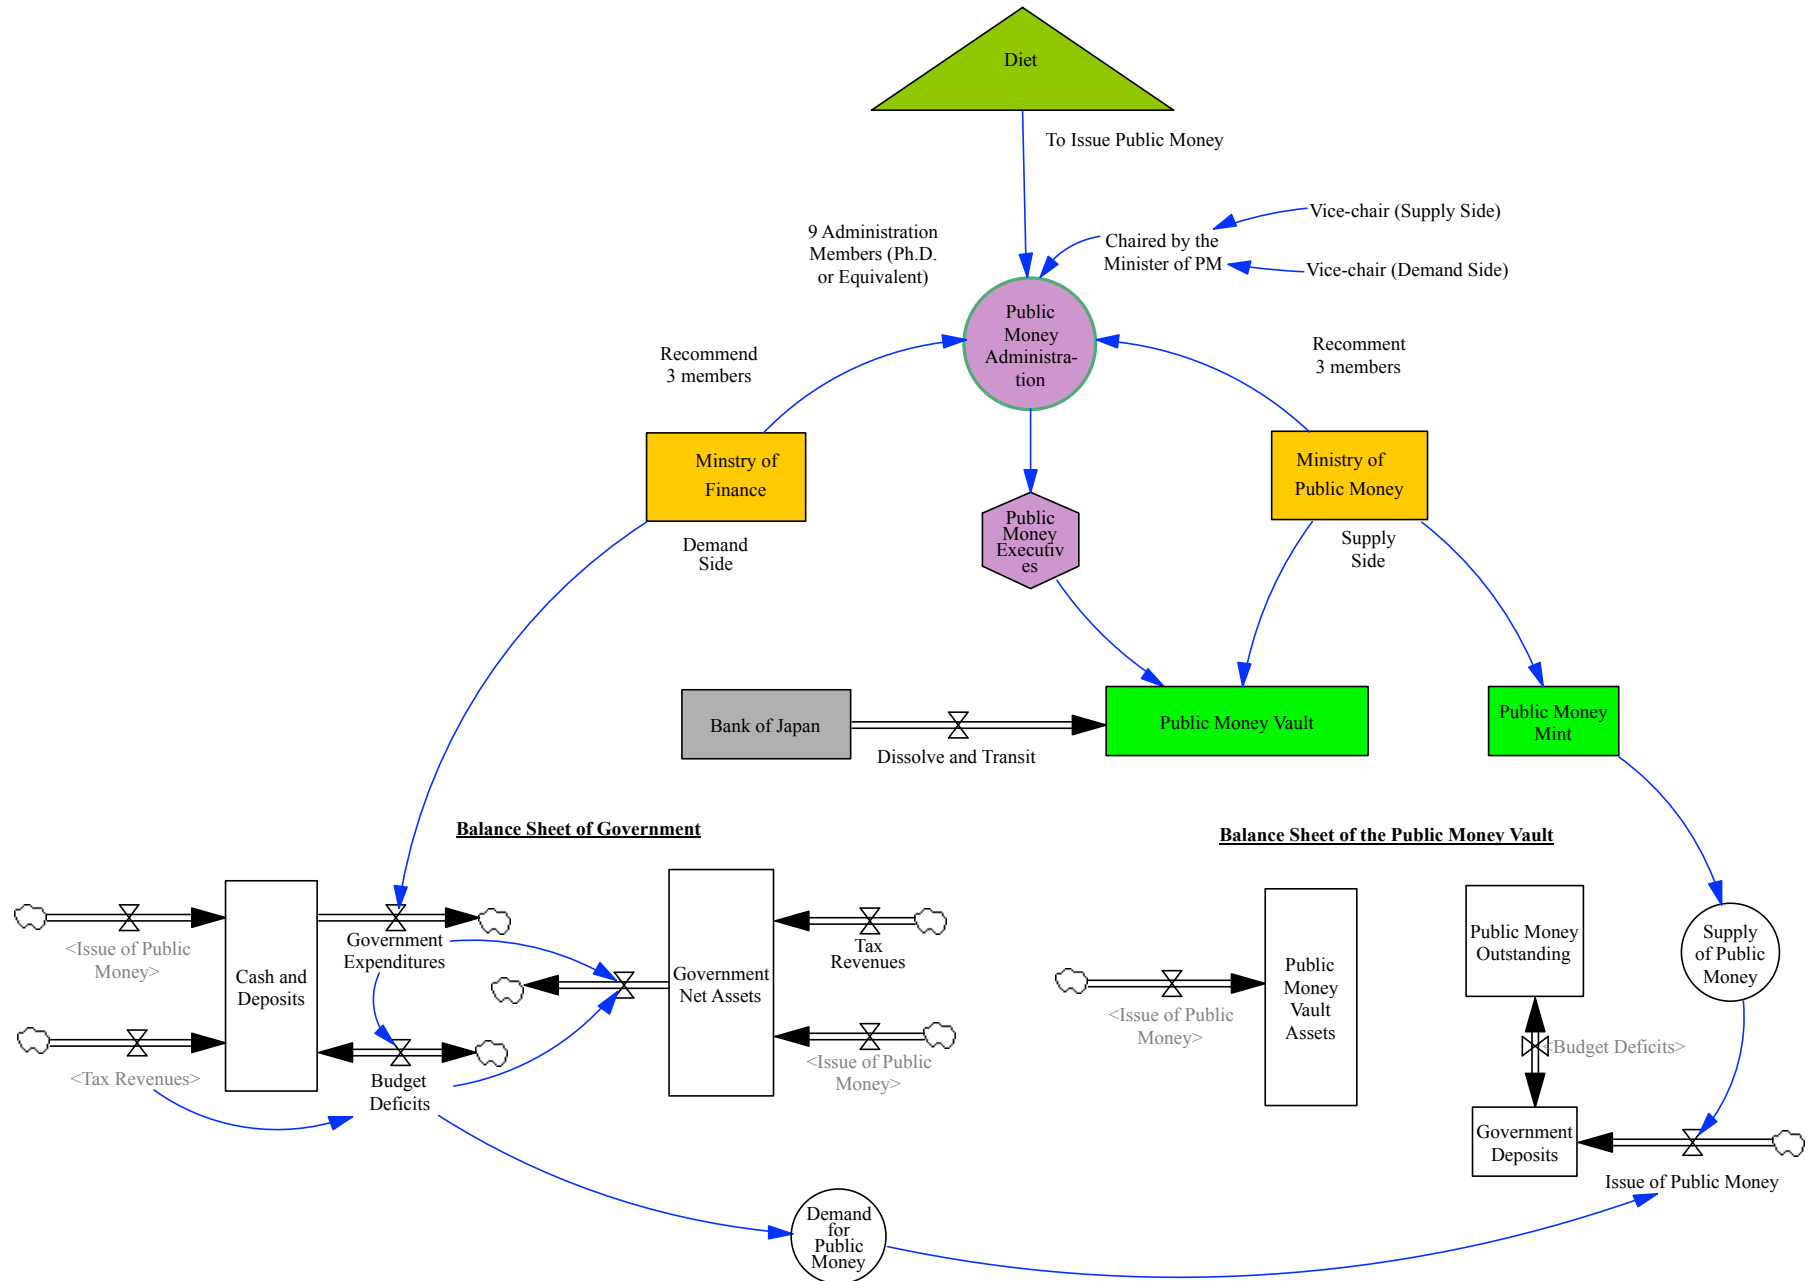 Diet
To Issue Public Money
Vice-chair (Supply Side)
9 Administration
Members (Ph.D.
or Equivalent)
Chaired by the
Minister of PM
Vice-chair (Demand Side)
Public
Money
Administra-
tion
Recommend
3 members
Recomment
3 members
Minstry of
Finance
Ministry of
Public Money
Public
Money
Executiv
es
Demand
Side
Supply
Side
Bank of Japan
Dissolve and Transit
Public Money Vault
Public Money
Mint
Balance Sheet of Government
Balance Sheet of the Public Money Vault
<Issue of Public
Money>
Cash and
Deposits
Government
Expenditures
Government
Net Assets
Tax
Revenues
<Tax Revenues>
Budget
Deficits
<Issue of Public
Money>
<Issue of Public
Money>
Public
Money
Vault
Assets
Public Money
Outstanding
Supply
of Public
Money
<Budget Deficits>
Government
Deposits
Issue of Public Money
Demand
for
Public
Money